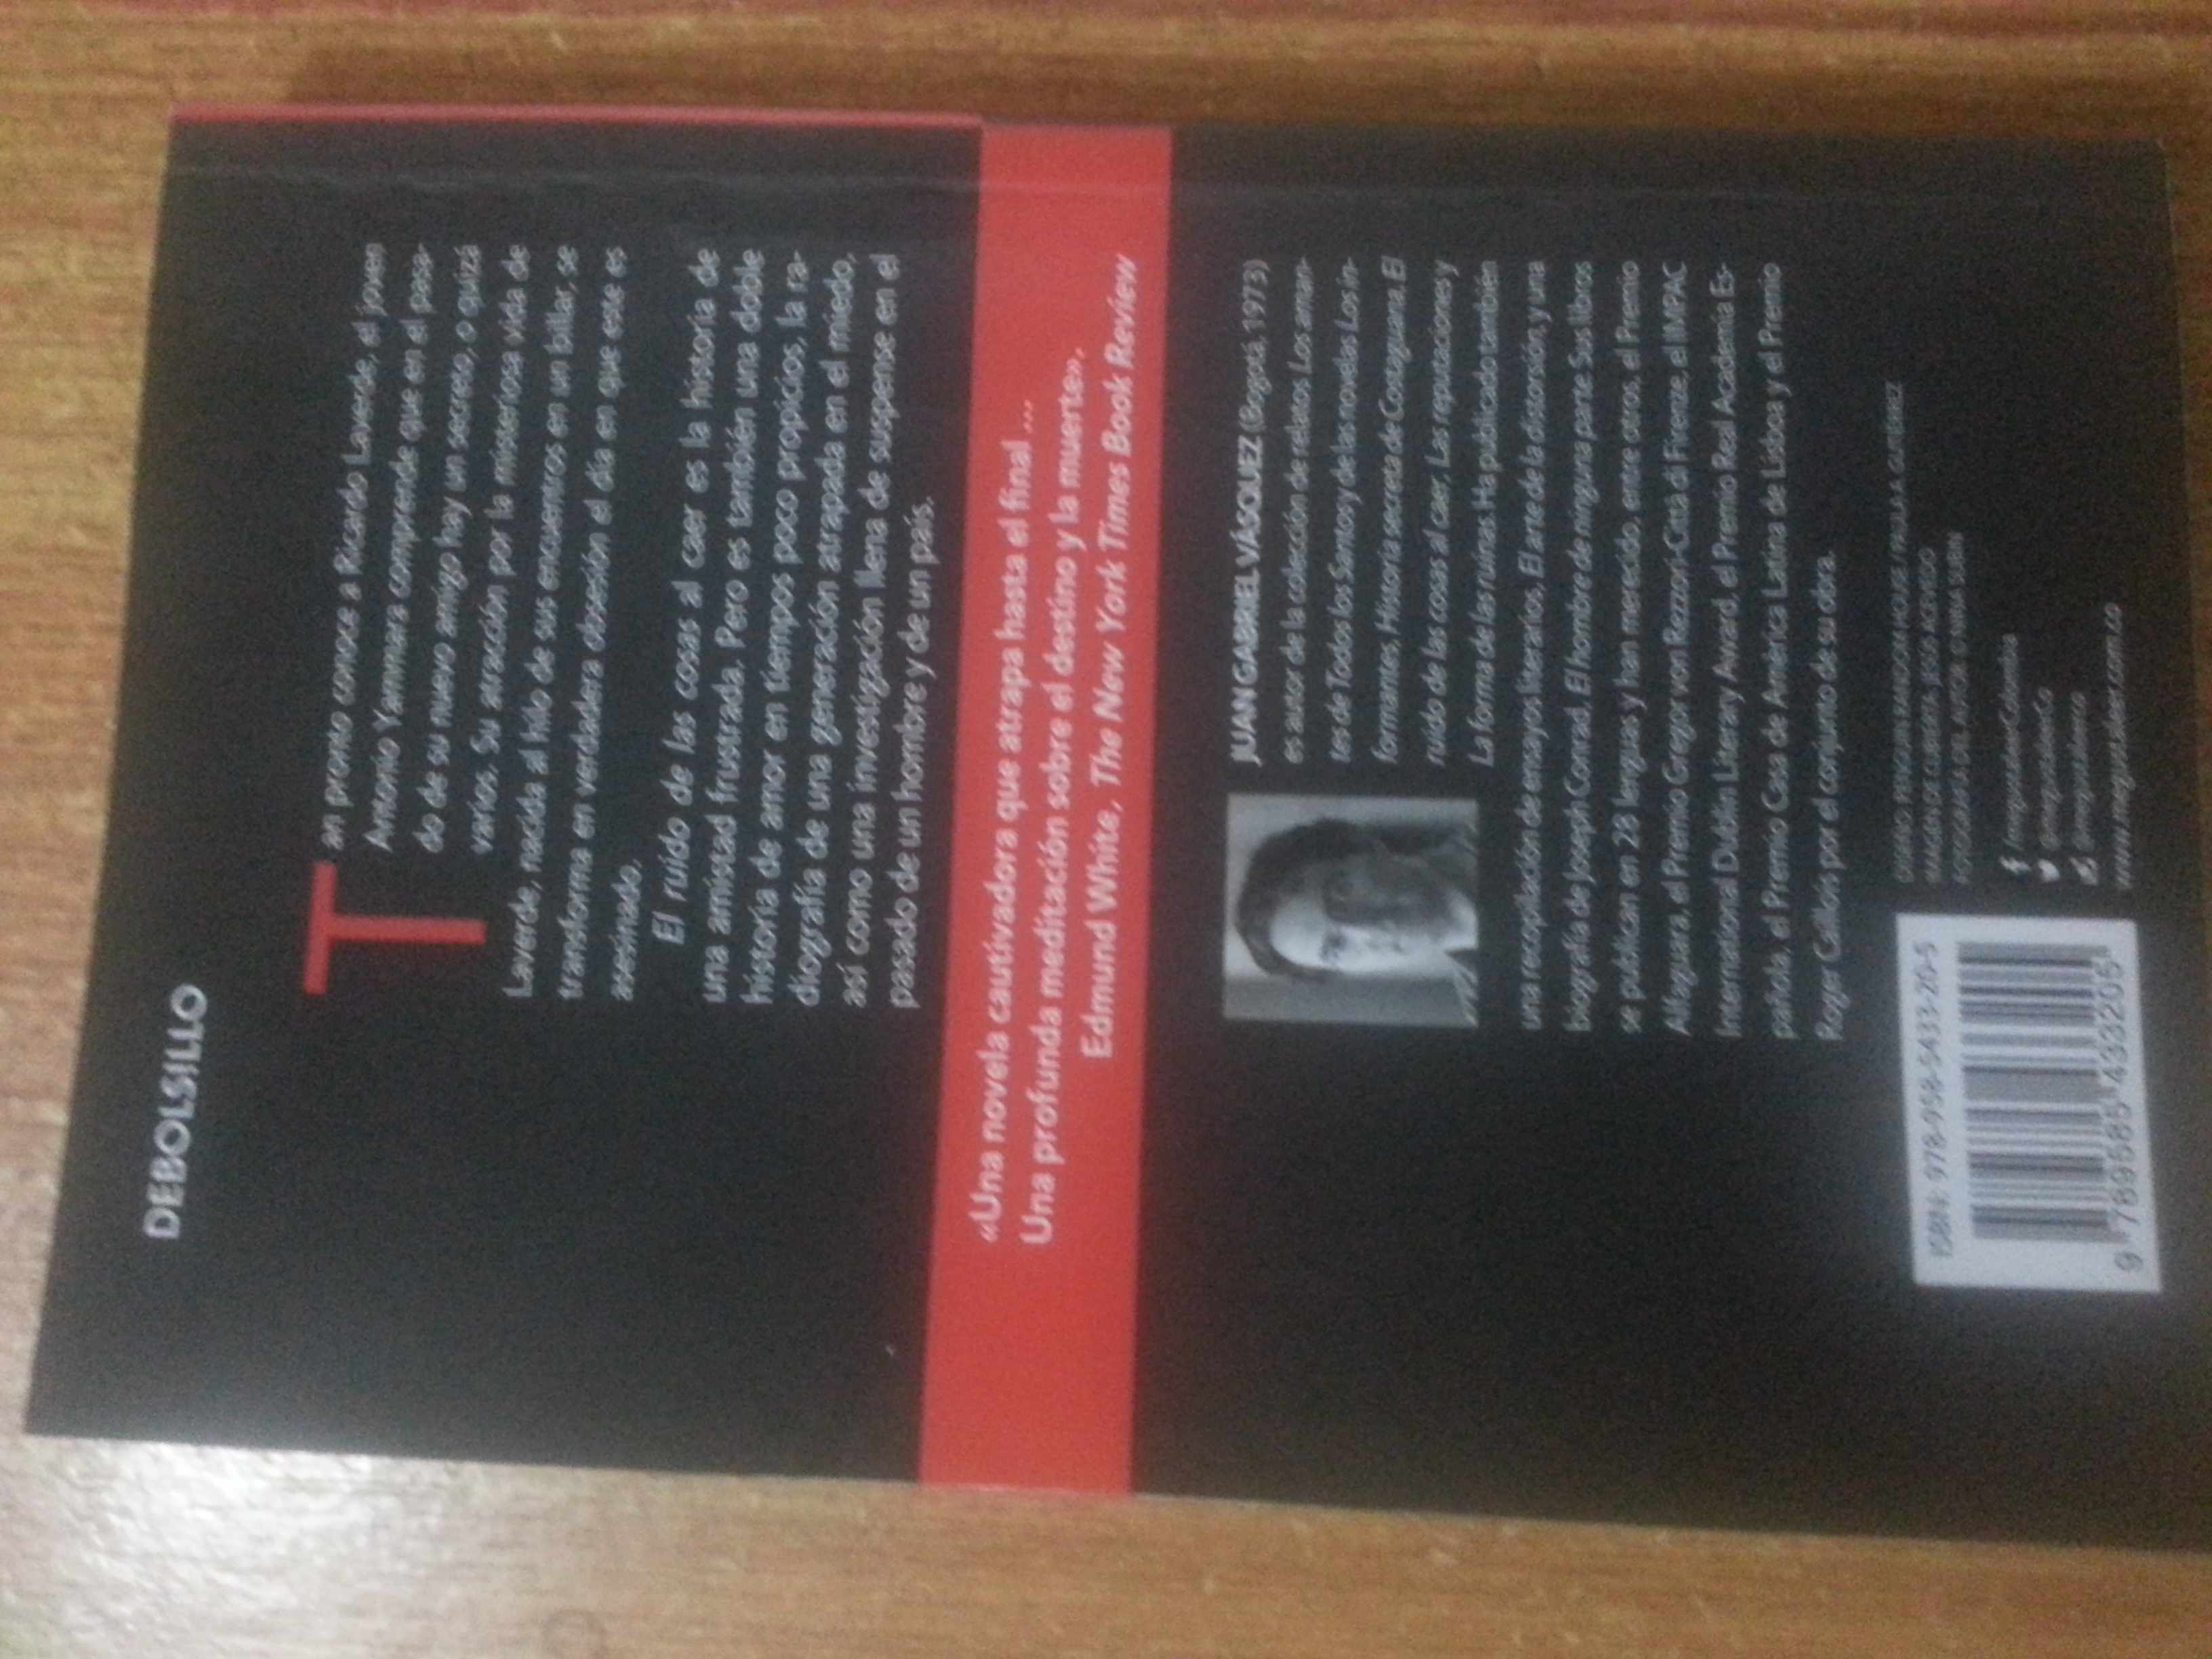 DEBOLSILLO
Tan pronto conoce a Ricardo Laverde, el joven
Antonio Yammara comprende que en el pasa-
do de su nuevo amigo hay un secreto, o quizá
varios. Su atracción por la misteriosa vida de
Laverde, nacida al hilo de sus encuentros en un billar, se
transforma en verdadera obsesión el día en que este es
asesinado.
El ruido de las cosas al caer es la historia de
una amistad frustrada. Pero es también una doble
historia de amor en tiempos poco propicios, la ra-
diografía de una generación atrapada en el miedo,
así como una investigación llena de suspense en el
pasado de un hombre y de un país.
«Una novela cautivadora que atrapa hasta el final ...
Una profunda meditación sobre el destino y la muerte».
Edmund White, The New York Times Book Review
JUAN GABRIEL VÁSQUEZ (Bogotá, 1973)
es autor de la colección de relatos Los aman-
tes de Todos los Santos y de las novelas Los in-
formantes, Historia secreta de Costaguana, El
ruido de las cosas al caer, Las reputaciones y
La forma de las ruinas. Ha publicado también
una recopilación de ensayos literarios, El arte de la distorsión, y una
biografía de Joseph Conrad, El hombre de ninguna parte. Sus libros
se publican en 28 lenguas y han merecido, entre otros, el Premio
Alfaguara, el Premio Gregor von Rezzori-Città di Firenze, el IMPAC
International Dublin Literary Award, el Premio Real Academia Es-
pañola, el Premio Casa de América Latina de Lisboa y el Premio
Roger Caillois por el conjunto de su obra.
DISEÑO: PENGUIN RANDOM HOUSE / PAULA A. GUTIÉRREZ
IMAGEN DE CUBIERTA: JESÚS ACEVEDO
FOTOGRAFÍA DEL AUTOR: © NINA SUBIN
/megustaleerColombia
@megustaleerCo
@megustaleerco
www.megustaleer.com.co
ISBN: 978-958-5433-20-5
9 789585 433205